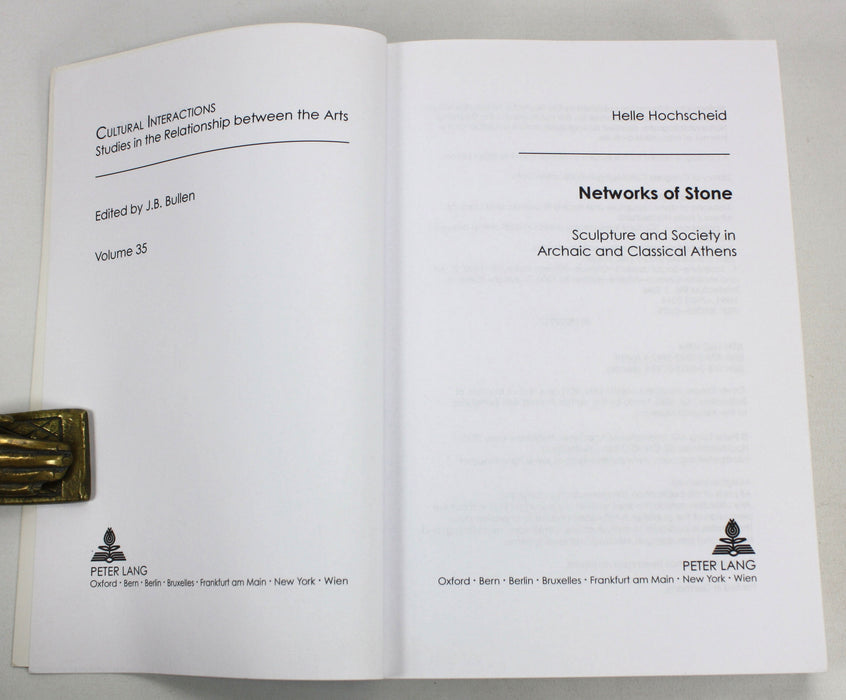 CULTURAL INTERACTIONS
Studies in the Relationship between the Arts
Edited by J.B. Bullen
Volume 35
PETER LANG
Oxford · Bern · Berlin · Bruxelles · Frankfurt am Main · New York · Wien
Helle Hochscheid
Networks of Stone
Sculpture and Society in
Archaic and Classical Athens
PETER LANG
Oxford · Bern · Berlin · Bruxelles · Frankfurt am Main · New York · Wien